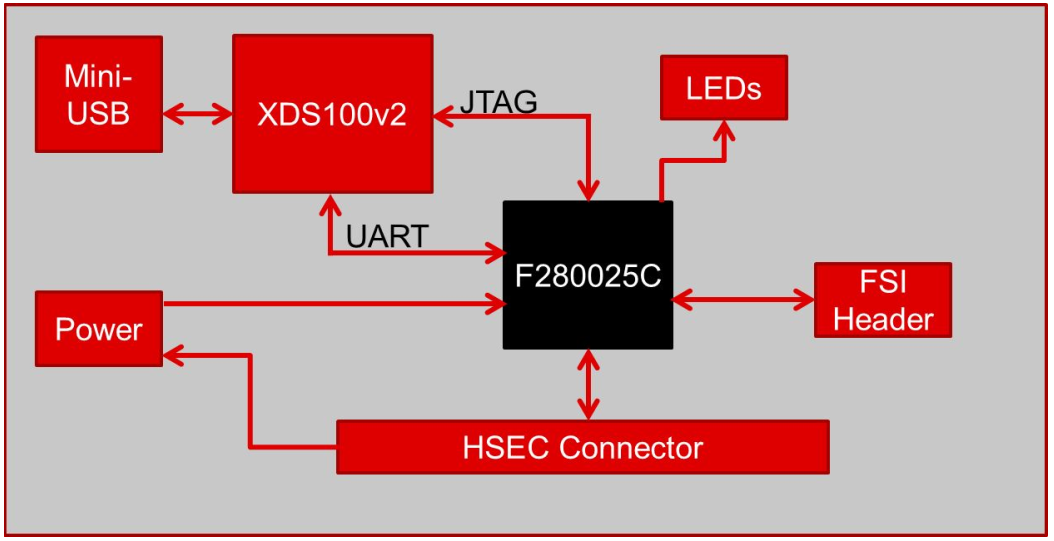 Mini-
USB
XDS100v2
JTAG
LEDs
UART
F280025C
FSI
Header
Power
HSEC Connector